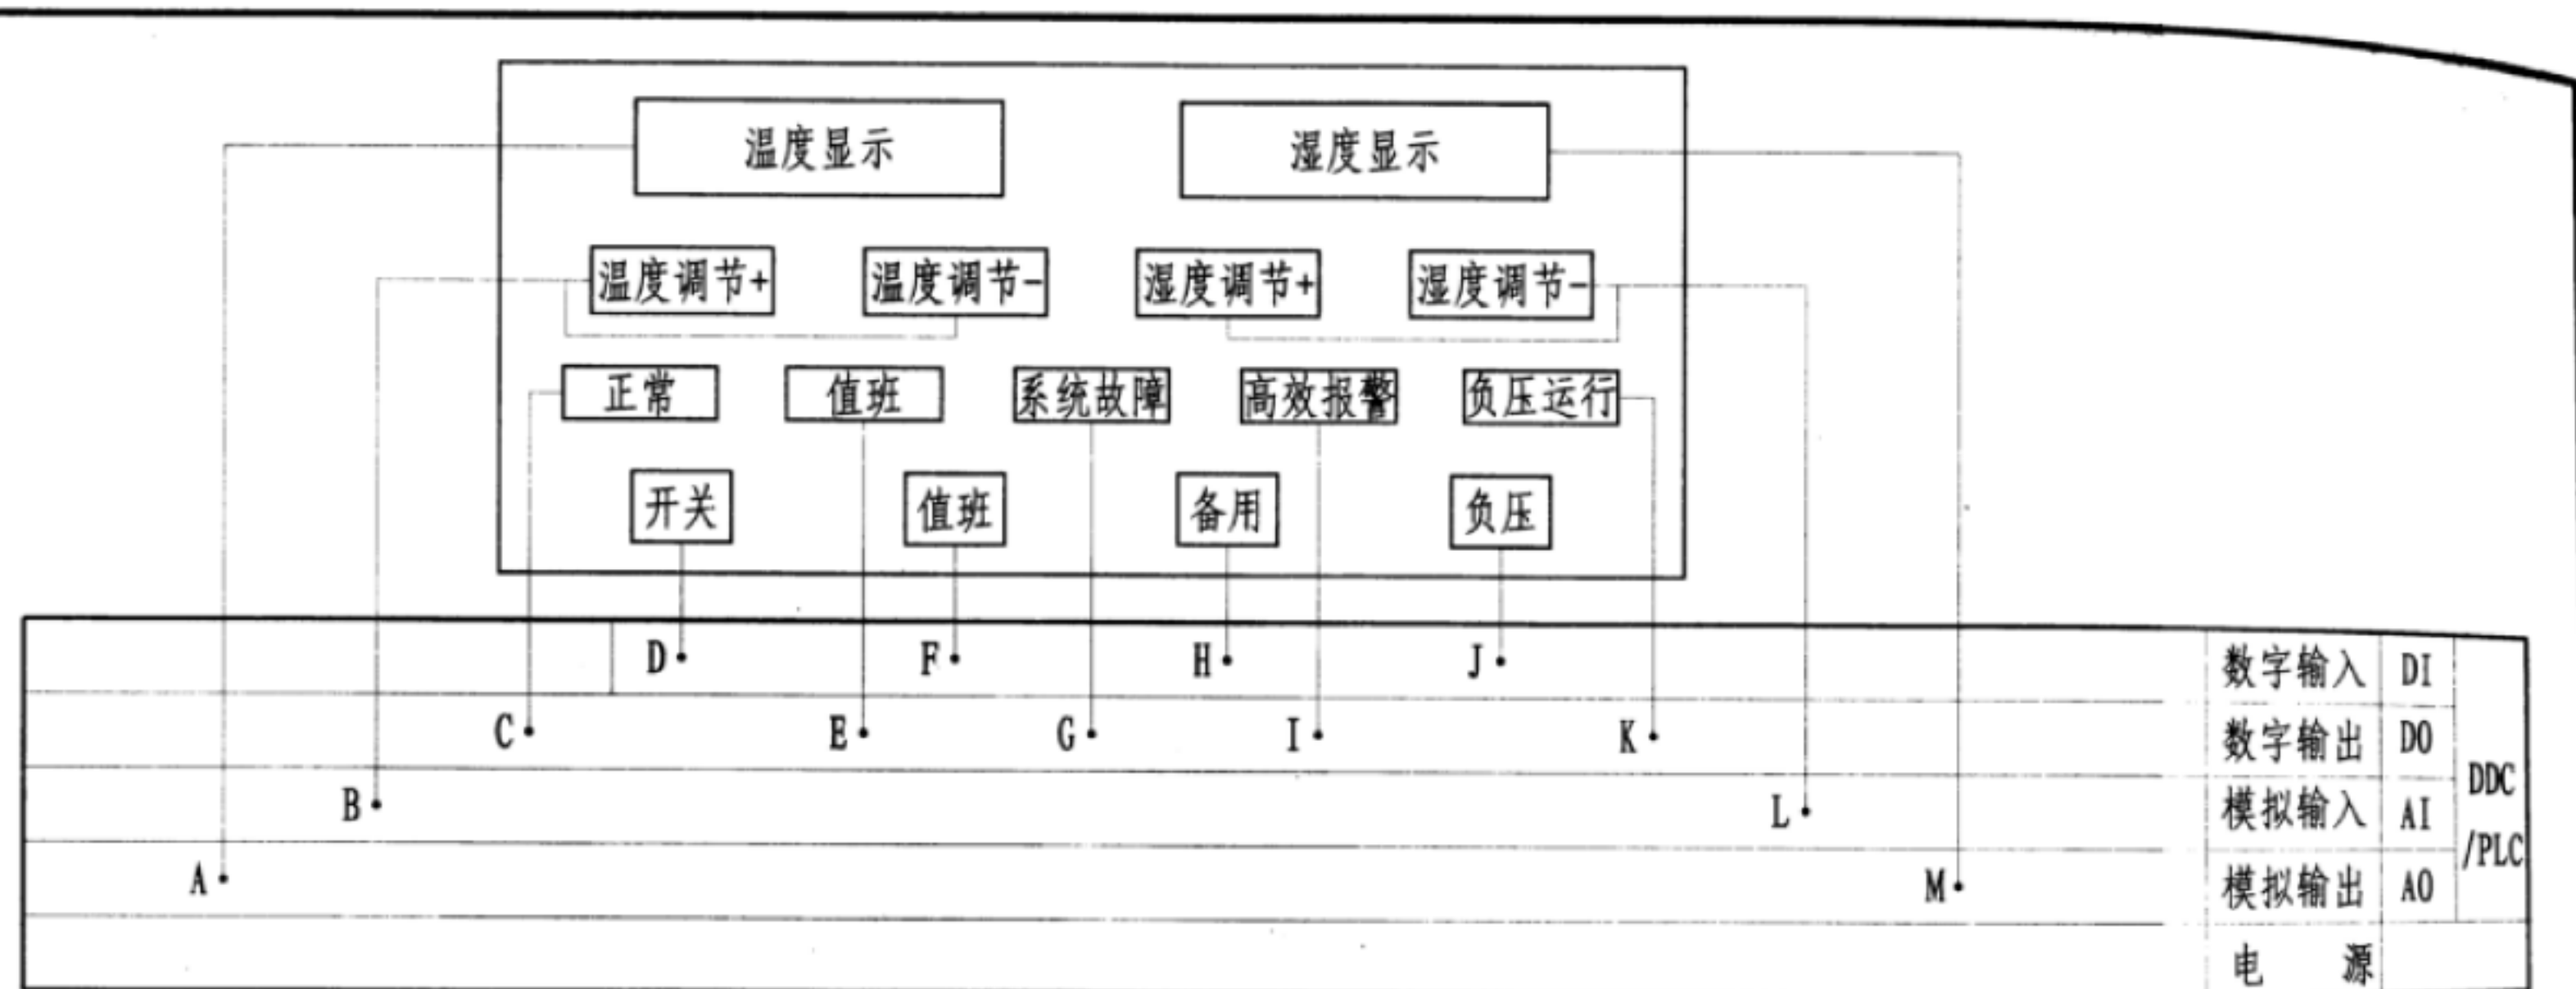 温度显示 湿度显示
温度调节+ 温度调节- 湿度调节+ 湿度调节-
正常 值班 系统故障 高效报警 负压运行
开关 值班 备用 负压
D F H J 数字输入 DI
C E G I K 数字输出 DO
B L 模拟输入 AI
DDC
/PLC
A M 模拟输出 AO
电 源